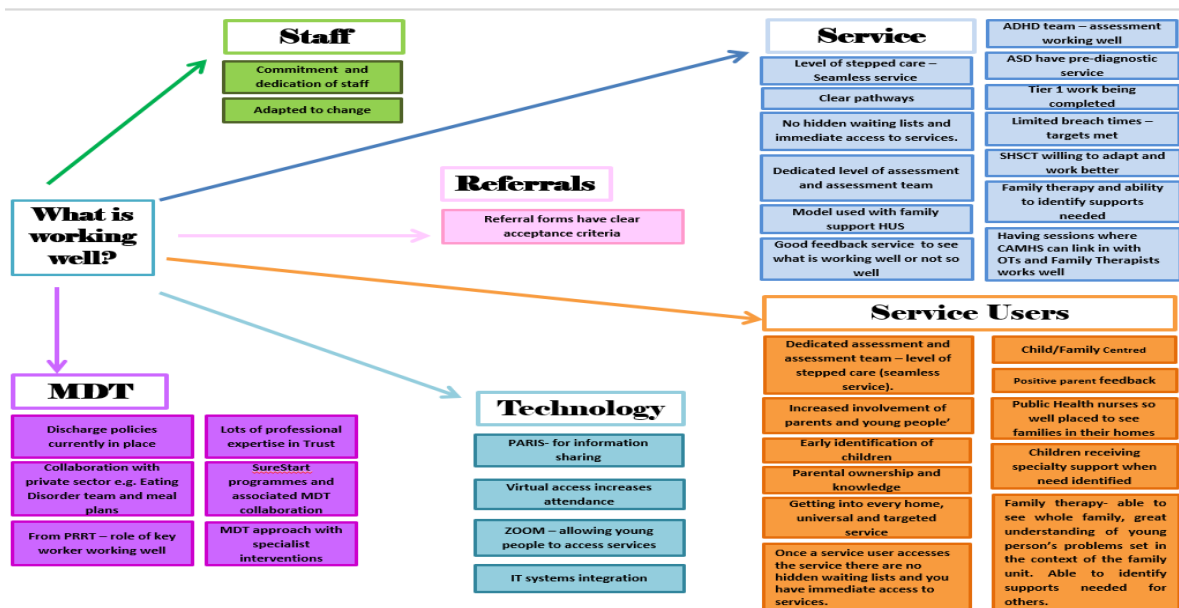 Staff
Commitment and
dedication of staff
Adapted to change
Service
Level of stepped care –
Seamless service
Clear pathways
No hidden waiting lists and
immediate access to services.
Dedicated level of assessment
and assessment team
Model used with family
support HUS
Good feedback service to see
what is working well or not so
well
ADHD team – assessment
working well
ASD have pre-diagnostic
service
Tier 1 work being
completed
Limited breach times –
targets met
SHSCT willing to adapt and
work better
Family therapy and ability
to identify supports
needed
Having sessions where
CAMHS can link in with
OTs and Family Therapists
works well
Referrals
Referral forms have clear
acceptance criteria
What is
working
well?
MDT
Discharge policies
currently in place
Collaboration with
private sector e.g. Eating
Disorder team and meal
plans
From PRRT – role of key
worker working well
Lots of professional
expertise in Trust
SureStart
programmes and
associated MDT
collaboration
MDT approach with
specialist
interventions
Technology
PARIS- for information
sharing
Virtual access increases
attendance
ZOOM – allowing young
people to access services
IT systems integration
Service Users
Dedicated assessment and
assessment team – level of
stepped care (seamless
service).
Increased involvement of
parents and young people’
Early identification of
children
Parental ownership and
knowledge
Getting into every home,
universal and targeted
service
Once a service user accesses
the service there are no
hidden waiting lists and you
have immediate access to
services.
Child/Family Centred
Positive parent feedback
Public Health nurses so
well placed to see
families in their homes
Children receiving
specialty support when
need identified
Family therapy- able to
see whole family, great
understanding of young
person’s problems set in
the context of the family
unit. Able to identify
supports needed for
others.